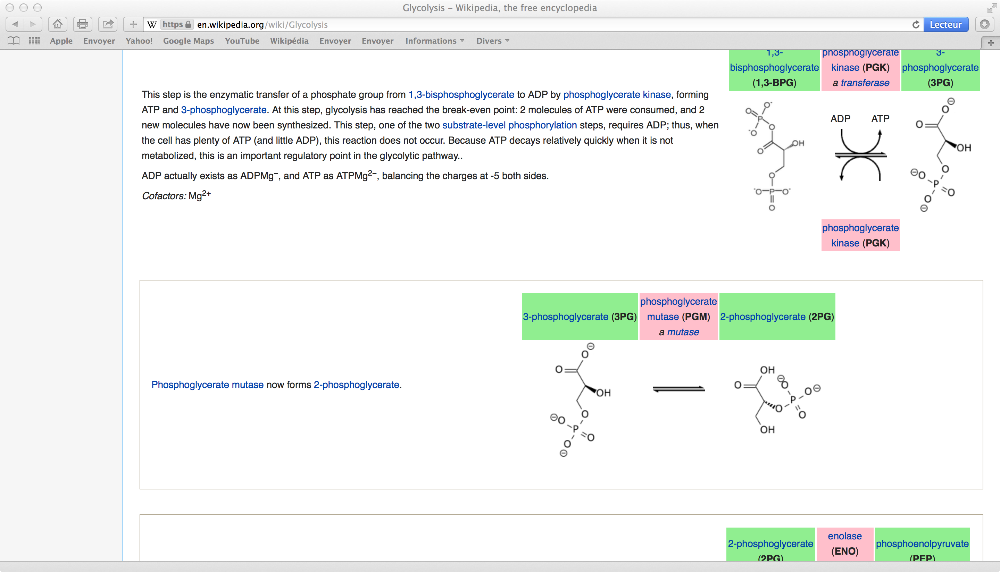 Glycolysis – Wikipedia, the free encyclopedia
W https en.wikipedia.org/wiki/Glycolysis Lecteur
Apple Envoyer Yahoo! Google Maps YouTube Wikipédia Envoyer Envoyer Informations Divers
1,3-bisphosphoglycerate (1,3-BPG)
phosphoglycerate kinase (PGK) a transferase
3-phosphoglycerate (3PG)
This step is the enzymatic transfer of a phosphate group from 1,3-bisphosphoglycerate to ADP by phosphoglycerate kinase, forming
ATP and 3-phosphoglycerate. At this step, glycolysis has reached the break-even point: 2 molecules of ATP were consumed, and 2
new molecules have now been synthesized. This step, one of the two substrate-level phosphorylation steps, requires ADP; thus, when
the cell has plenty of ATP (and little ADP), this reaction does not occur. Because ATP decays relatively quickly when it is not
metabolized, this is an important regulatory point in the glycolytic pathway..
ADP actually exists as ADPMg⁻, and ATP as ATPMg²⁻, balancing the charges at -5 both sides.
Cofactors: Mg²⁺
O⁻
O
P
⁻O
O
OH
O
O
⁻O P O⁻
O
ADP ATP
⊖
O
O
OH
O
⊖O
P
O
O
⊖
phosphoglycerate
kinase (PGK)
3-phosphoglycerate (3PG)
phosphoglycerate
mutase (PGM)
a mutase
2-phosphoglycerate (2PG)
Phosphoglycerate mutase now forms 2-phosphoglycerate.
⊖
O
O
OH
O
⊖O
P
O
O
⊖
OH
O
⊖
O
O⊖
P
O
O
OH
2-phosphoglycerate
(2PG)
enolase
(ENO)
phosphoenolpyruvate
(PEP)